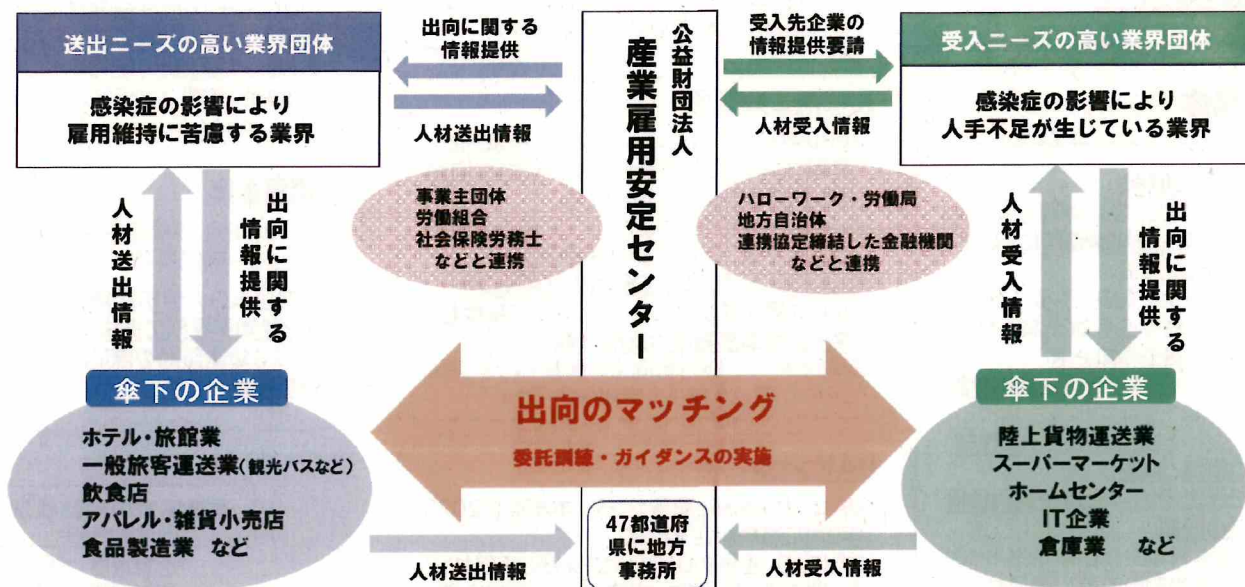 送出ニーズの高い業界団体
感染症の影響により
雇用維持に苦慮する業界
出向に関する
情報提供
人材送出情報
公益財団法人
産業雇用安定センター
受入先企業の
情報提供要請
人材受入情報
受入ニーズの高い業界団体
感染症の影響により
人手不足が生じている業界
事業主団体
労働組合
社会保険労務士
などと連携
ハローワーク・労働局
地方自治体
連携協定締結した金融機関
などと連携
人材送出情報
出向に関する
情報提供
人材受入情報
出向に関する
情報提供
傘下の企業
ホテル・旅館業
一般旅客運送業(観光バスなど)
飲食店
アパレル・雑貨小売店
食品製造業 など
出向のマッチング
委託訓練・ガイダンスの実施
傘下の企業
陸上貨物運送業
スーパーマーケット
ホームセンター
IT企業
倉庫業 など
人材送出情報
47都道府
県に地方
事務所
人材受入情報